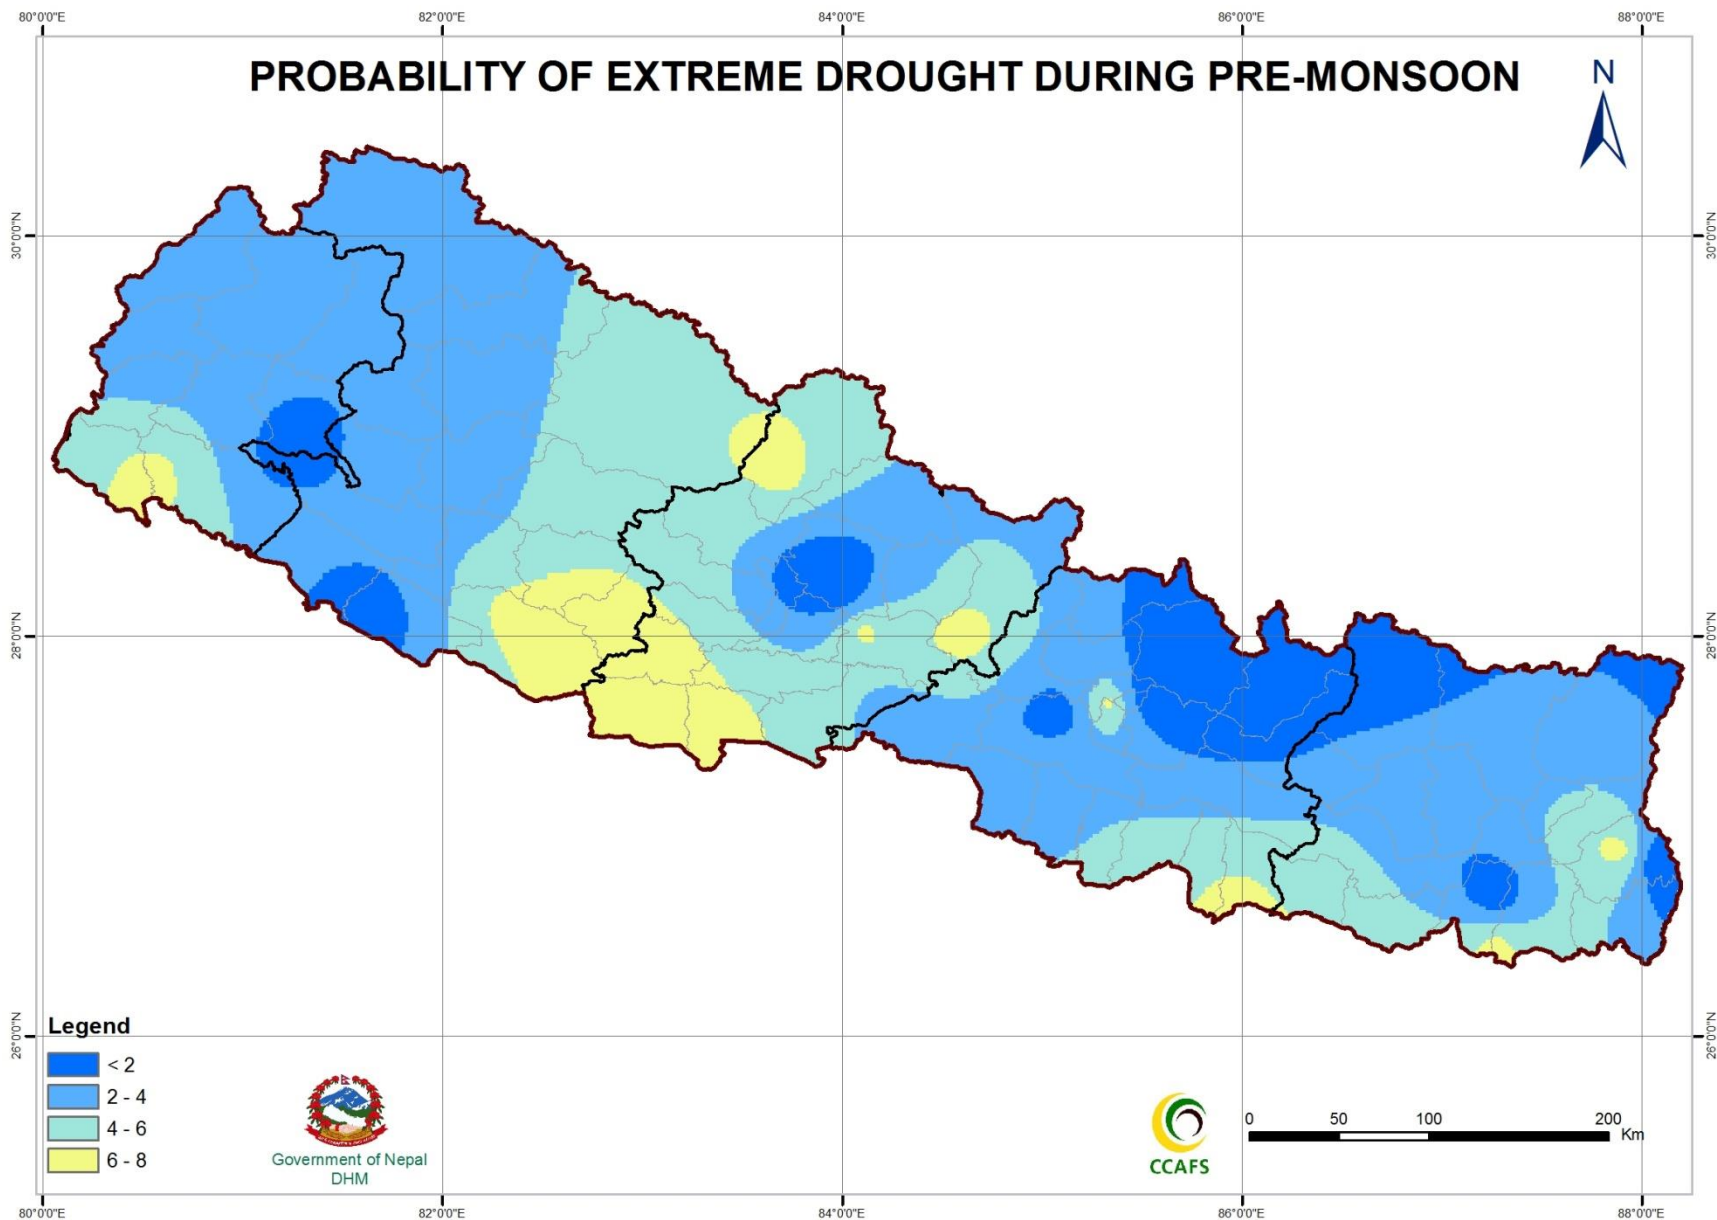 80°0'0"E 82°0'0"E 84°0'0"E 86°0'0"E 88°0'0"E
PROBABILITY OF EXTREME DROUGHT DURING PRE-MONSOON
N
30°0'0"N 30°0'0"N
28°0'0"N 28°0'0"N
26°0'0"N 26°0'0"N
Legend
< 2
2 - 4
4 - 6
6 - 8
Government of Nepal
DHM
CCAFS
0 50 100 200
Km
80°0'0"E 82°0'0"E 84°0'0"E 86°0'0"E 88°0'0"E